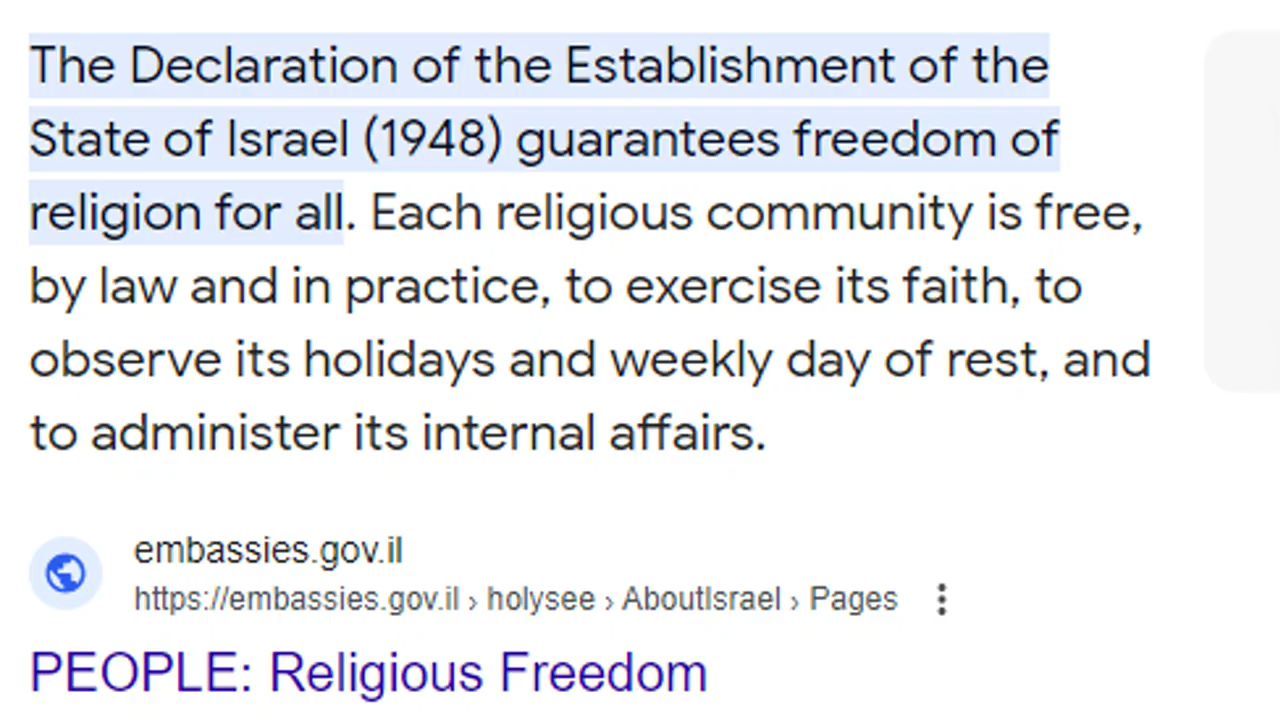 The Declaration of the Establishment of the
State of Israel (1948) guarantees freedom of
religion for all. Each religious community is free,
by law and in practice, to exercise its faith, to
observe its holidays and weekly day of rest, and
to administer its internal affairs.
embassies.gov.il
https://embassies.gov.il › holysee › AboutIsrael › Pages
PEOPLE: Religious Freedom